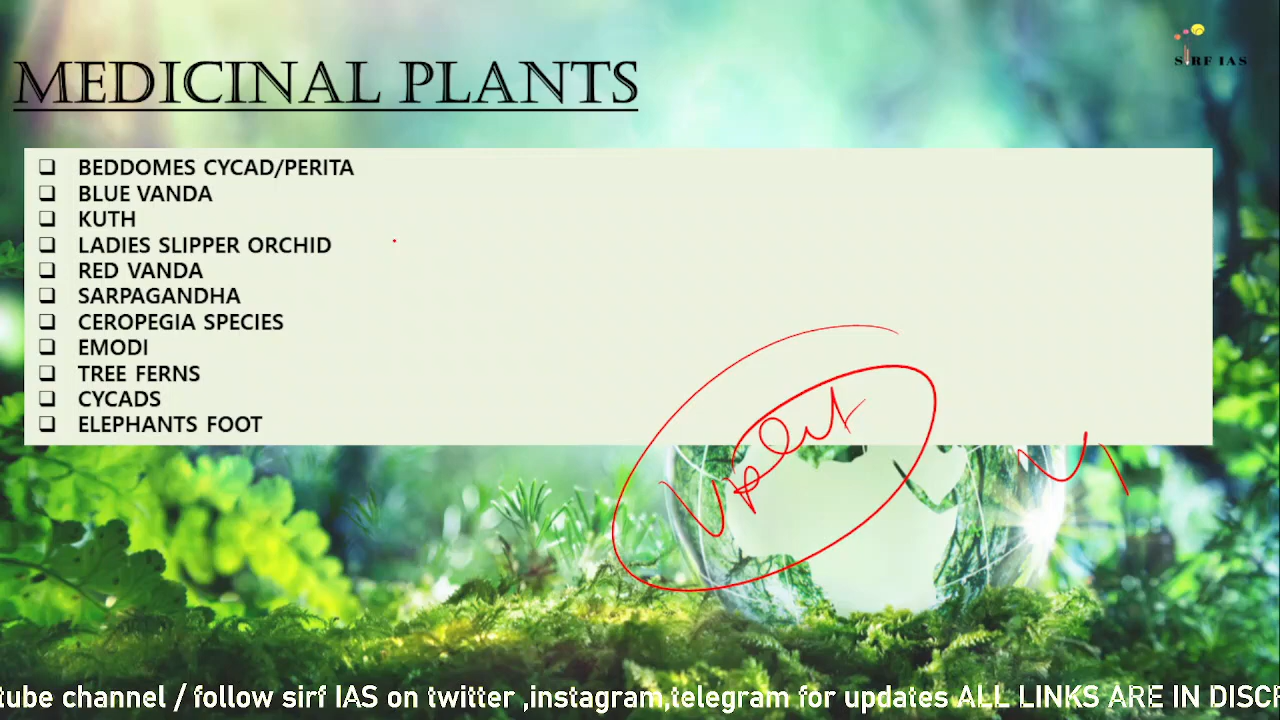 SIRF IAS
MEDICINAL PLANTS
❑ BEDDOMES CYCAD/PERITA
❑ BLUE VANDA
❑ KUTH
❑ LADIES SLIPPER ORCHID
❑ RED VANDA
❑ SARPAGANDHA
❑ CEROPEGIA SPECIES
❑ EMODI
❑ TREE FERNS
❑ CYCADS
❑ ELEPHANTS FOOT
tube channel / follow sirf IAS on twitter ,instagram,telegram for updates ALL LINKS ARE IN DISC